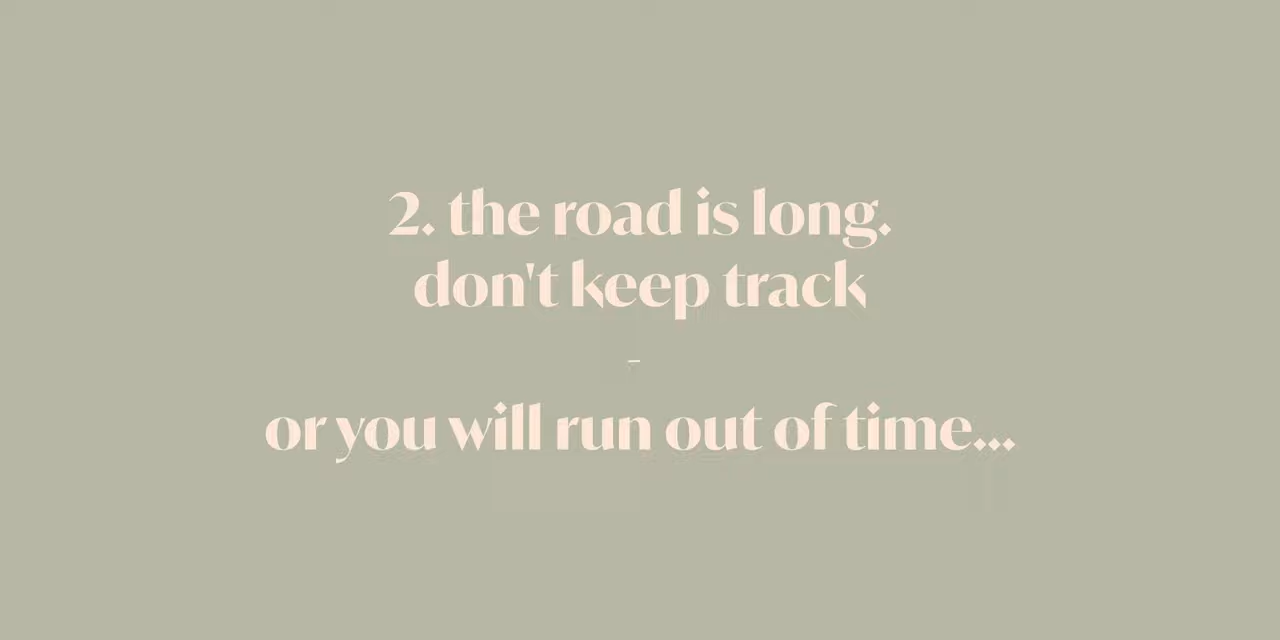 2. the road is long.
don't keep track
-
or you will run out of time...